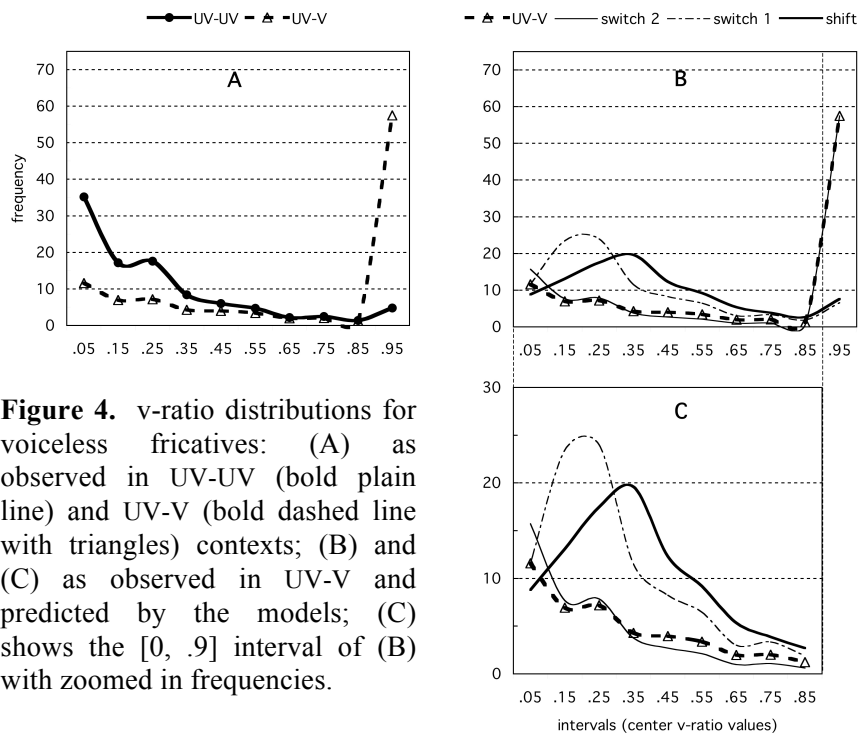 UV-UV UV-V
70
60
50
40
30
20
10
0
frequency
A
.05 .15 .25 .35 .45 .55 .65 .75 .85 .95
UV-V switch 2 switch 1 shift
70
60
50
40
30
20
10
0
B
.05 .15 .25 .35 .45 .55 .65 .75 .85 .95
Figure 4. v-ratio distributions for
voiceless fricatives: (A) as
observed in UV-UV (bold plain
line) and UV-V (bold dashed line
with triangles) contexts; (B) and
(C) as observed in UV-V and
predicted by the models; (C)
shows the [0, .9] interval of (B)
with zoomed in frequencies.
30
20
10
0
C
.05 .15 .25 .35 .45 .55 .65 .75 .85
intervals (center v-ratio values)